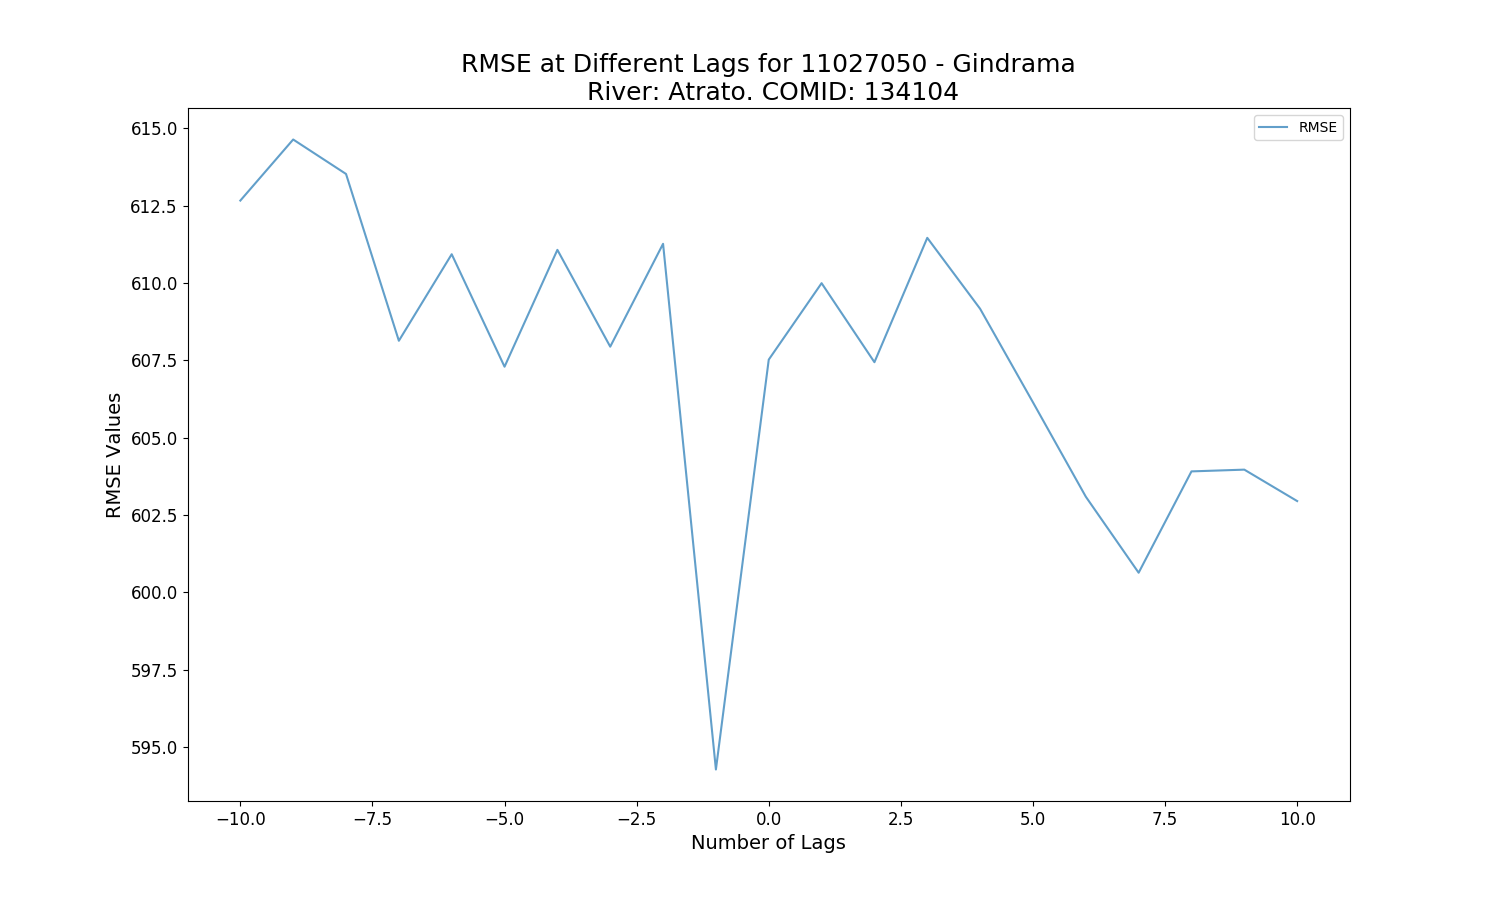 RMSE at Different Lags for 11027050 - Gindrama
River: Atrato. COMID: 134104
RMSE
615.0
612.5
610.0
607.5
605.0
602.5
600.0
597.5
595.0
RMSE Values
−10.0 −7.5 −5.0 −2.5 0.0 2.5 5.0 7.5 10.0
Number of Lags